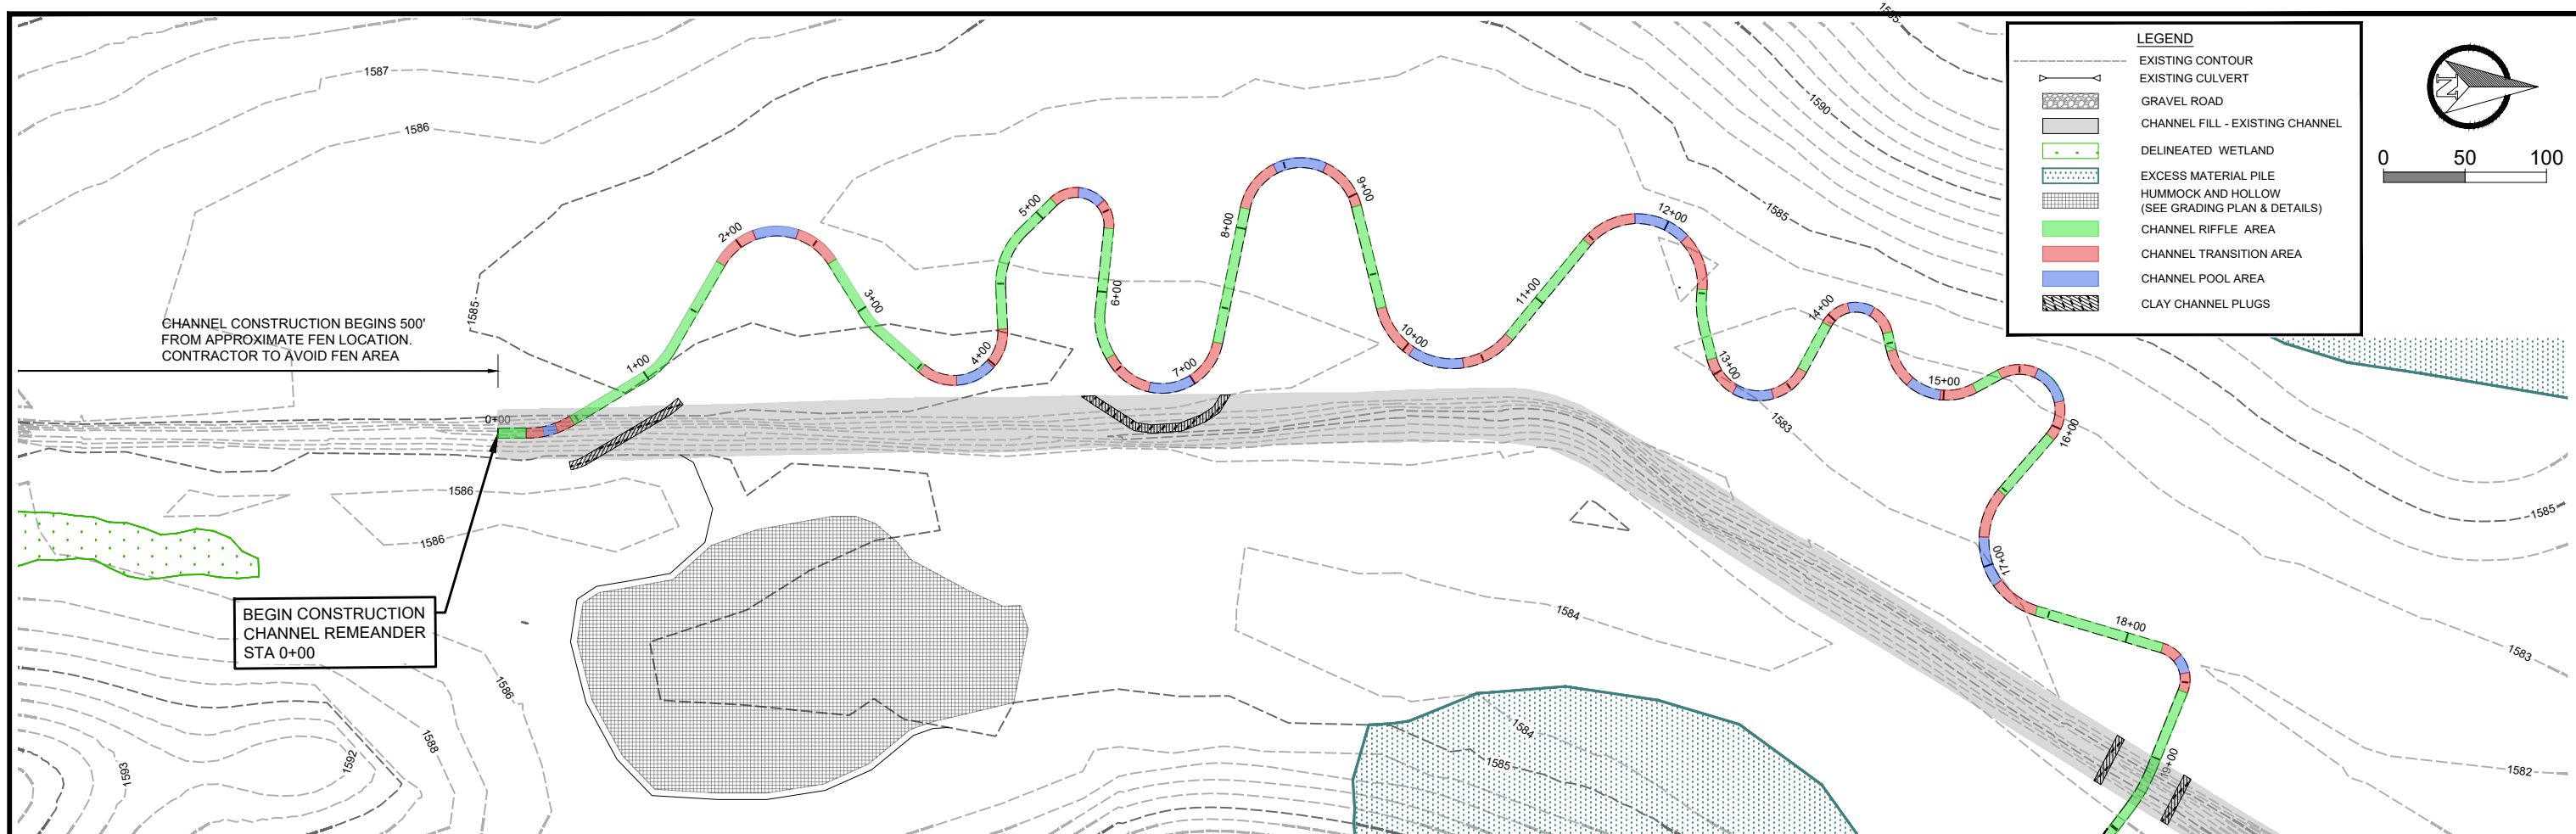 1587
1586
1585
CHANNEL CONSTRUCTION BEGINS 500'
FROM APPROXIMATE FEN LOCATION.
CONTRACTOR TO AVOID FEN AREA
0+00
1+00
2+00
3+00
4+00
5+00
6+00
7+00
8+00
9+00
10+00
11+00
12+00
13+00
14+00
15+00
16+00
17+00
18+00
19+00
1585
1590
1585
1583
1585
1583
1582
1584
1584
1585
1586
1586
1586
1588
1592
1593
BEGIN CONSTRUCTION
CHANNEL REMEANDER
STA 0+00
LEGEND
EXISTING CONTOUR
EXISTING CULVERT
GRAVEL ROAD
CHANNEL FILL - EXISTING CHANNEL
DELINEATED WETLAND
EXCESS MATERIAL PILE
HUMMOCK AND HOLLOW
(SEE GRADING PLAN & DETAILS)
CHANNEL RIFFLE AREA
CHANNEL TRANSITION AREA
CHANNEL POOL AREA
CLAY CHANNEL PLUGS
N
0 50 100